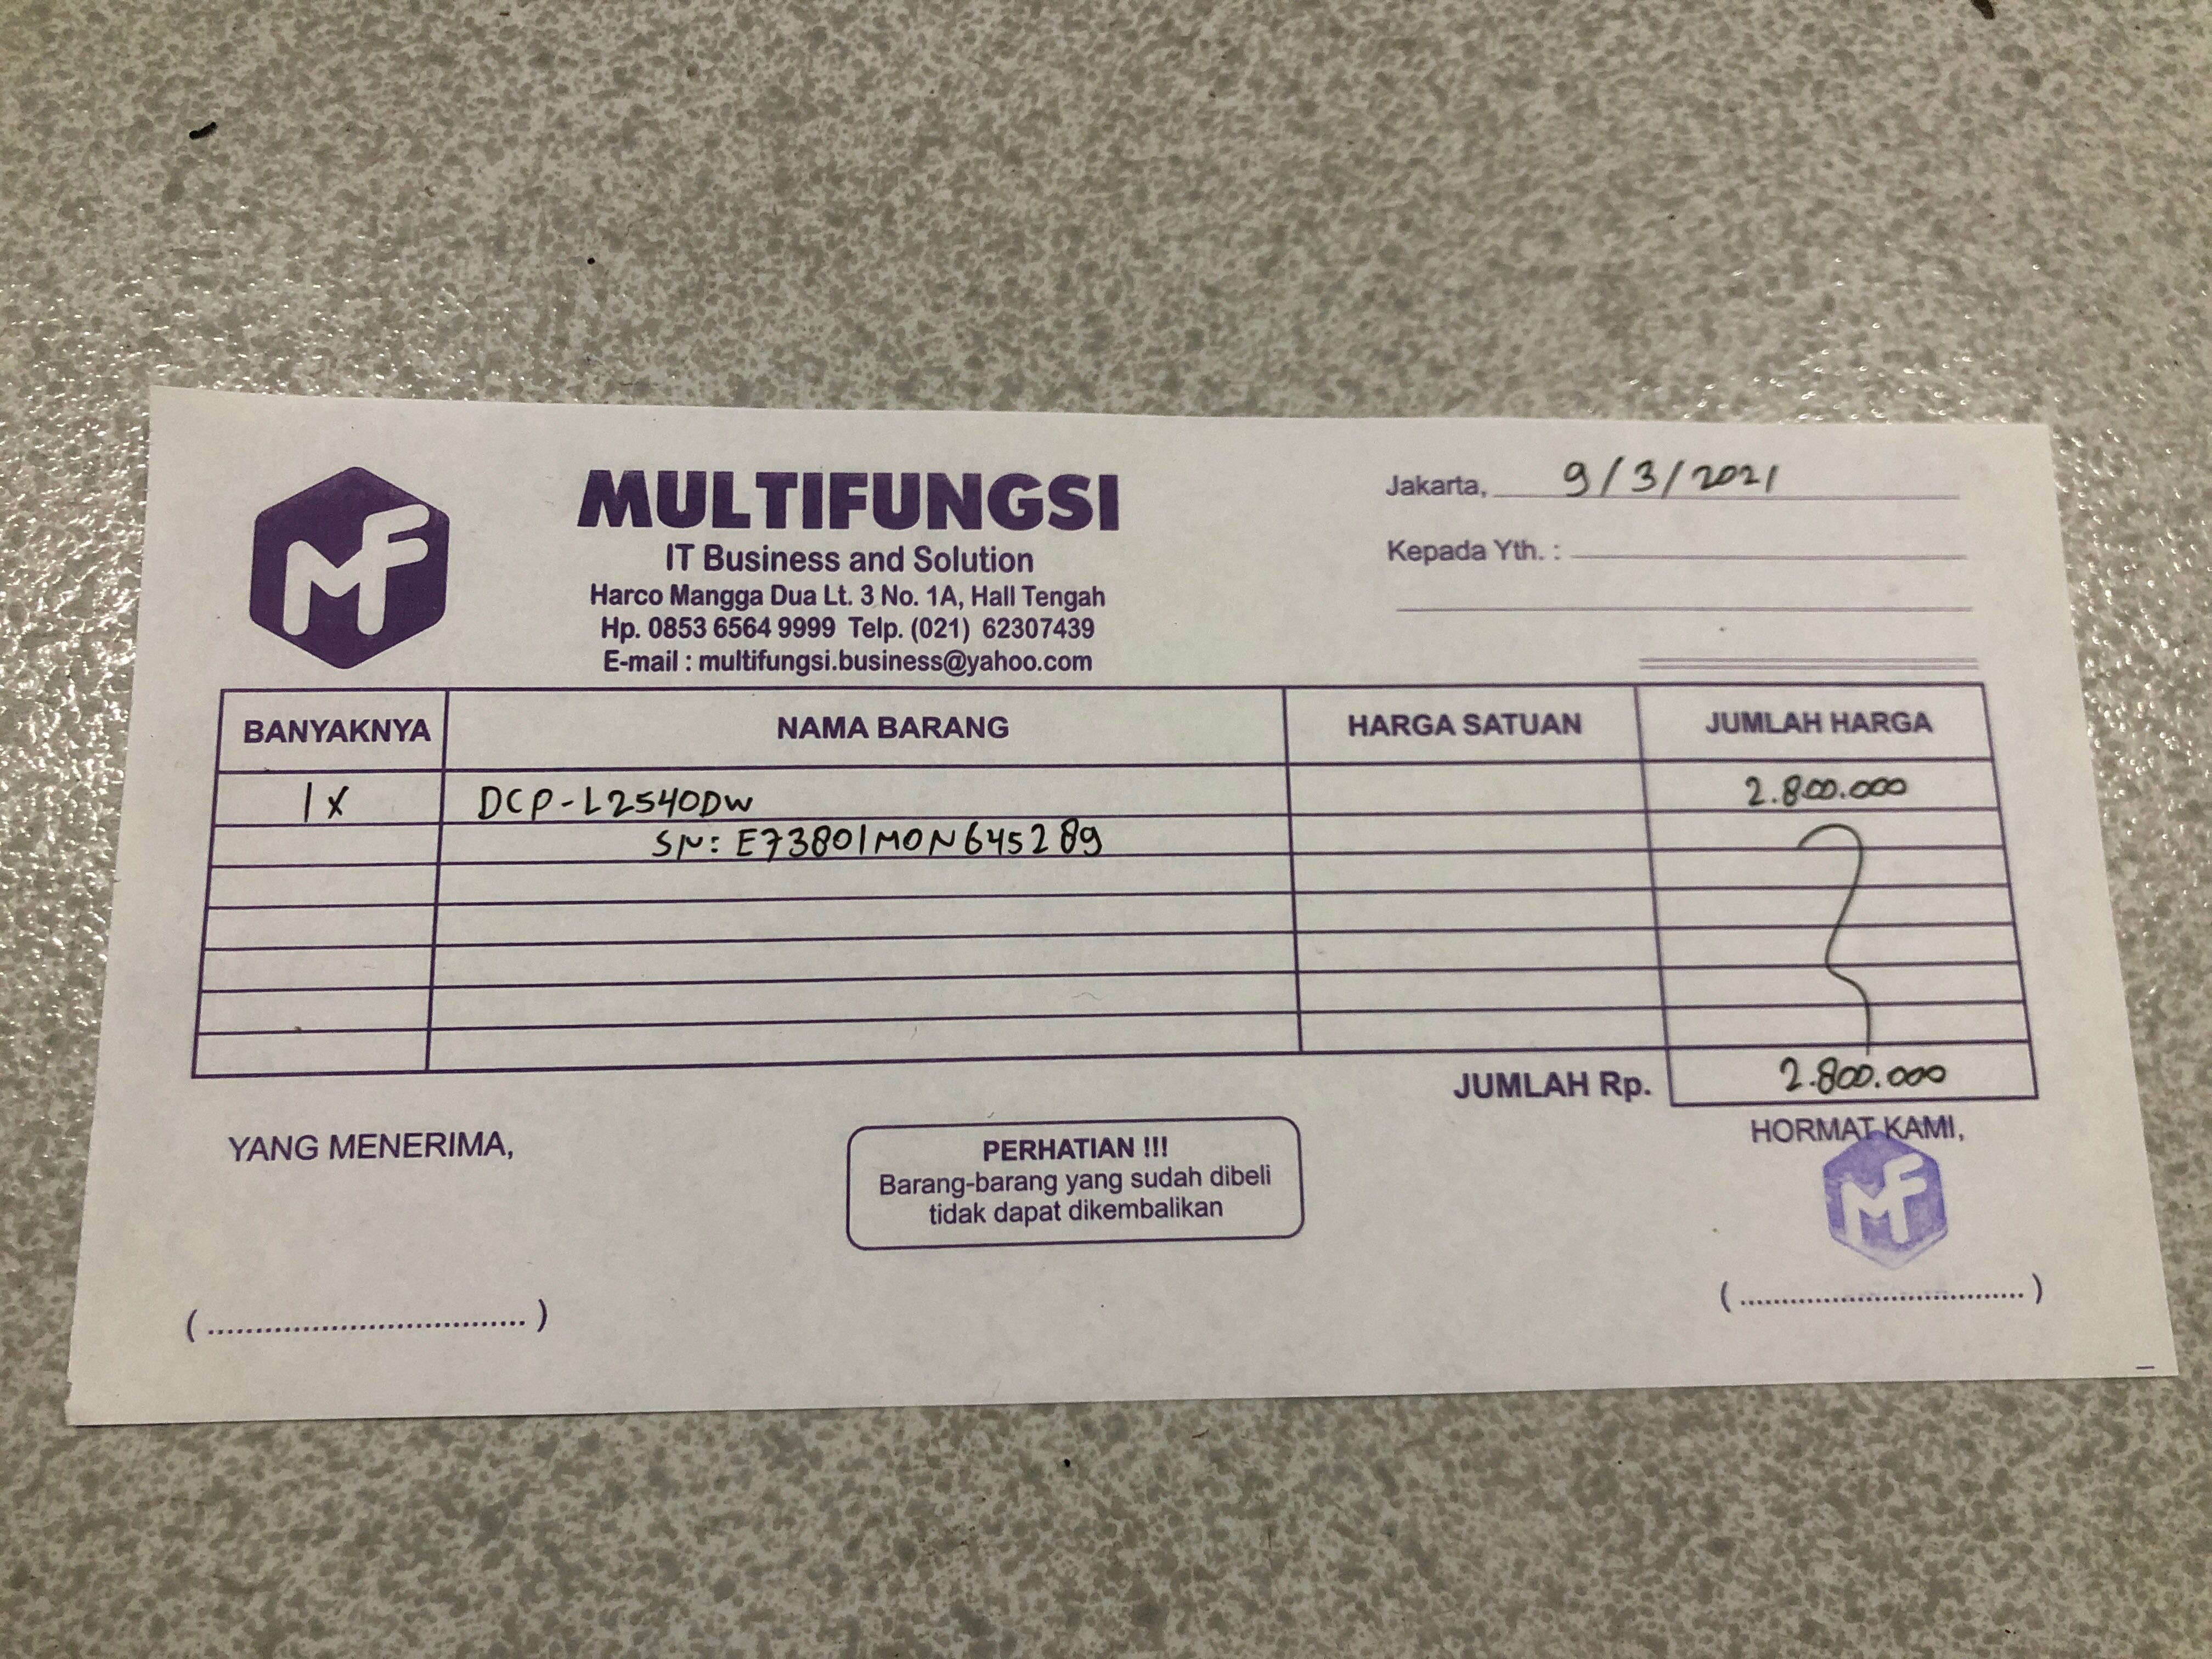 MF
MULTIFUNGSI
IT Business and Solution
Harco Mangga Dua Lt. 3 No. 1A, Hall Tengah
Hp. 0853 6564 9999 Telp. (021) 62307439
E-mail : multifungsi.business@yahoo.com
Jakarta, 9/3/2021
Kepada Yth. :
BANYAKNYA NAMA BARANG HARGA SATUAN JUMLAH HARGA
1X DCP-L2540DW 2.800.000
SN: E73801M0N645289
JUMLAH Rp. 2.800.000
YANG MENERIMA,
PERHATIAN !!!
Barang-barang yang sudah dibeli
tidak dapat dikembalikan
HORMAT KAMI,
MF
(..................................)
(..................................)